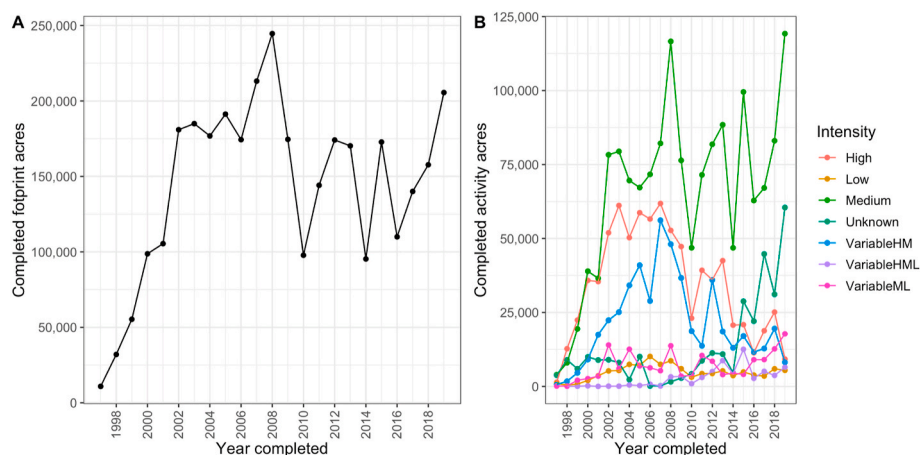 A
Completed fotprint acres
250,000
200,000
150,000
100,000
50,000
0
1998
2000
2002
2004
2006
2008
2010
2012
2014
2016
2018
Year completed
B
Completed activity acres
125,000
100,000
75,000
50,000
25,000
0
1998
2000
2002
2004
2006
2008
2010
2012
2014
2016
2018
Year completed
Intensity
High
Low
Medium
Unknown
VariableHM
VariableHML
VariableML